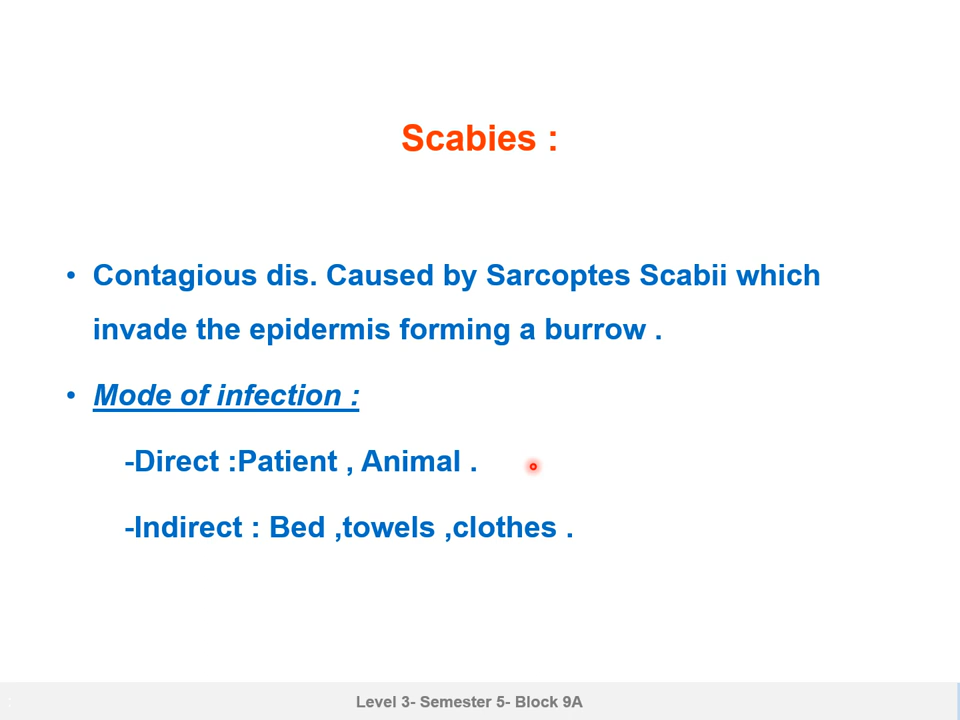 Scabies :
• Contagious dis. Caused by Sarcoptes Scabii which
invade the epidermis forming a burrow .
• Mode of infection :
-Direct :Patient , Animal .
-Indirect : Bed ,towels ,clothes .
Level 3- Semester 5- Block 9A